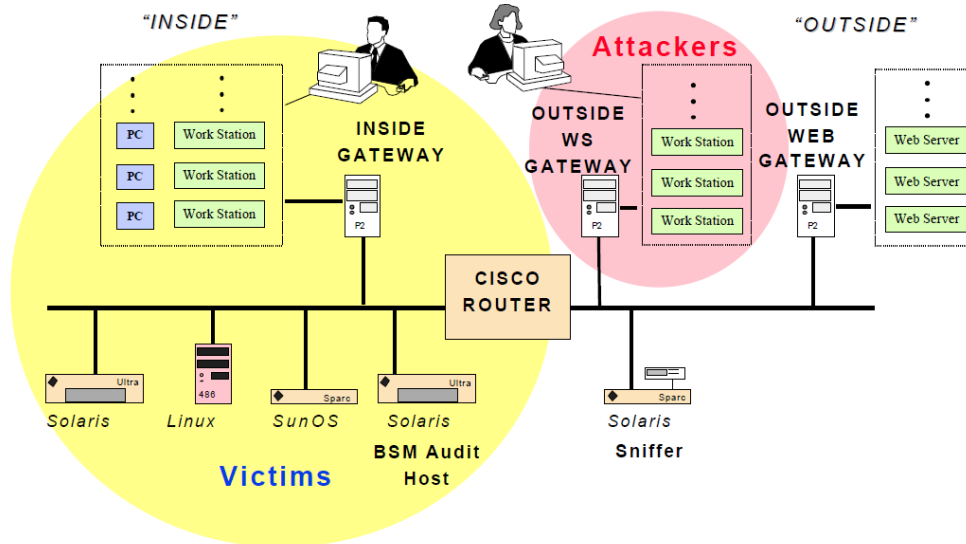 “INSIDE”
“OUTSIDE”
Attackers
PC
Work Station
PC
Work Station
PC
Work Station
INSIDE
GATEWAY
P2
OUTSIDE
WS
GATEWAY
P2
Work Station
Work Station
Work Station
OUTSIDE
WEB
GATEWAY
P2
Web Server
Web Server
Web Server
CISCO
ROUTER
Ultra
Solaris
486
Linux
Sparc
SunOS
Ultra
Solaris
BSM Audit
Host
Victims
Sparc
Solaris
Sniffer